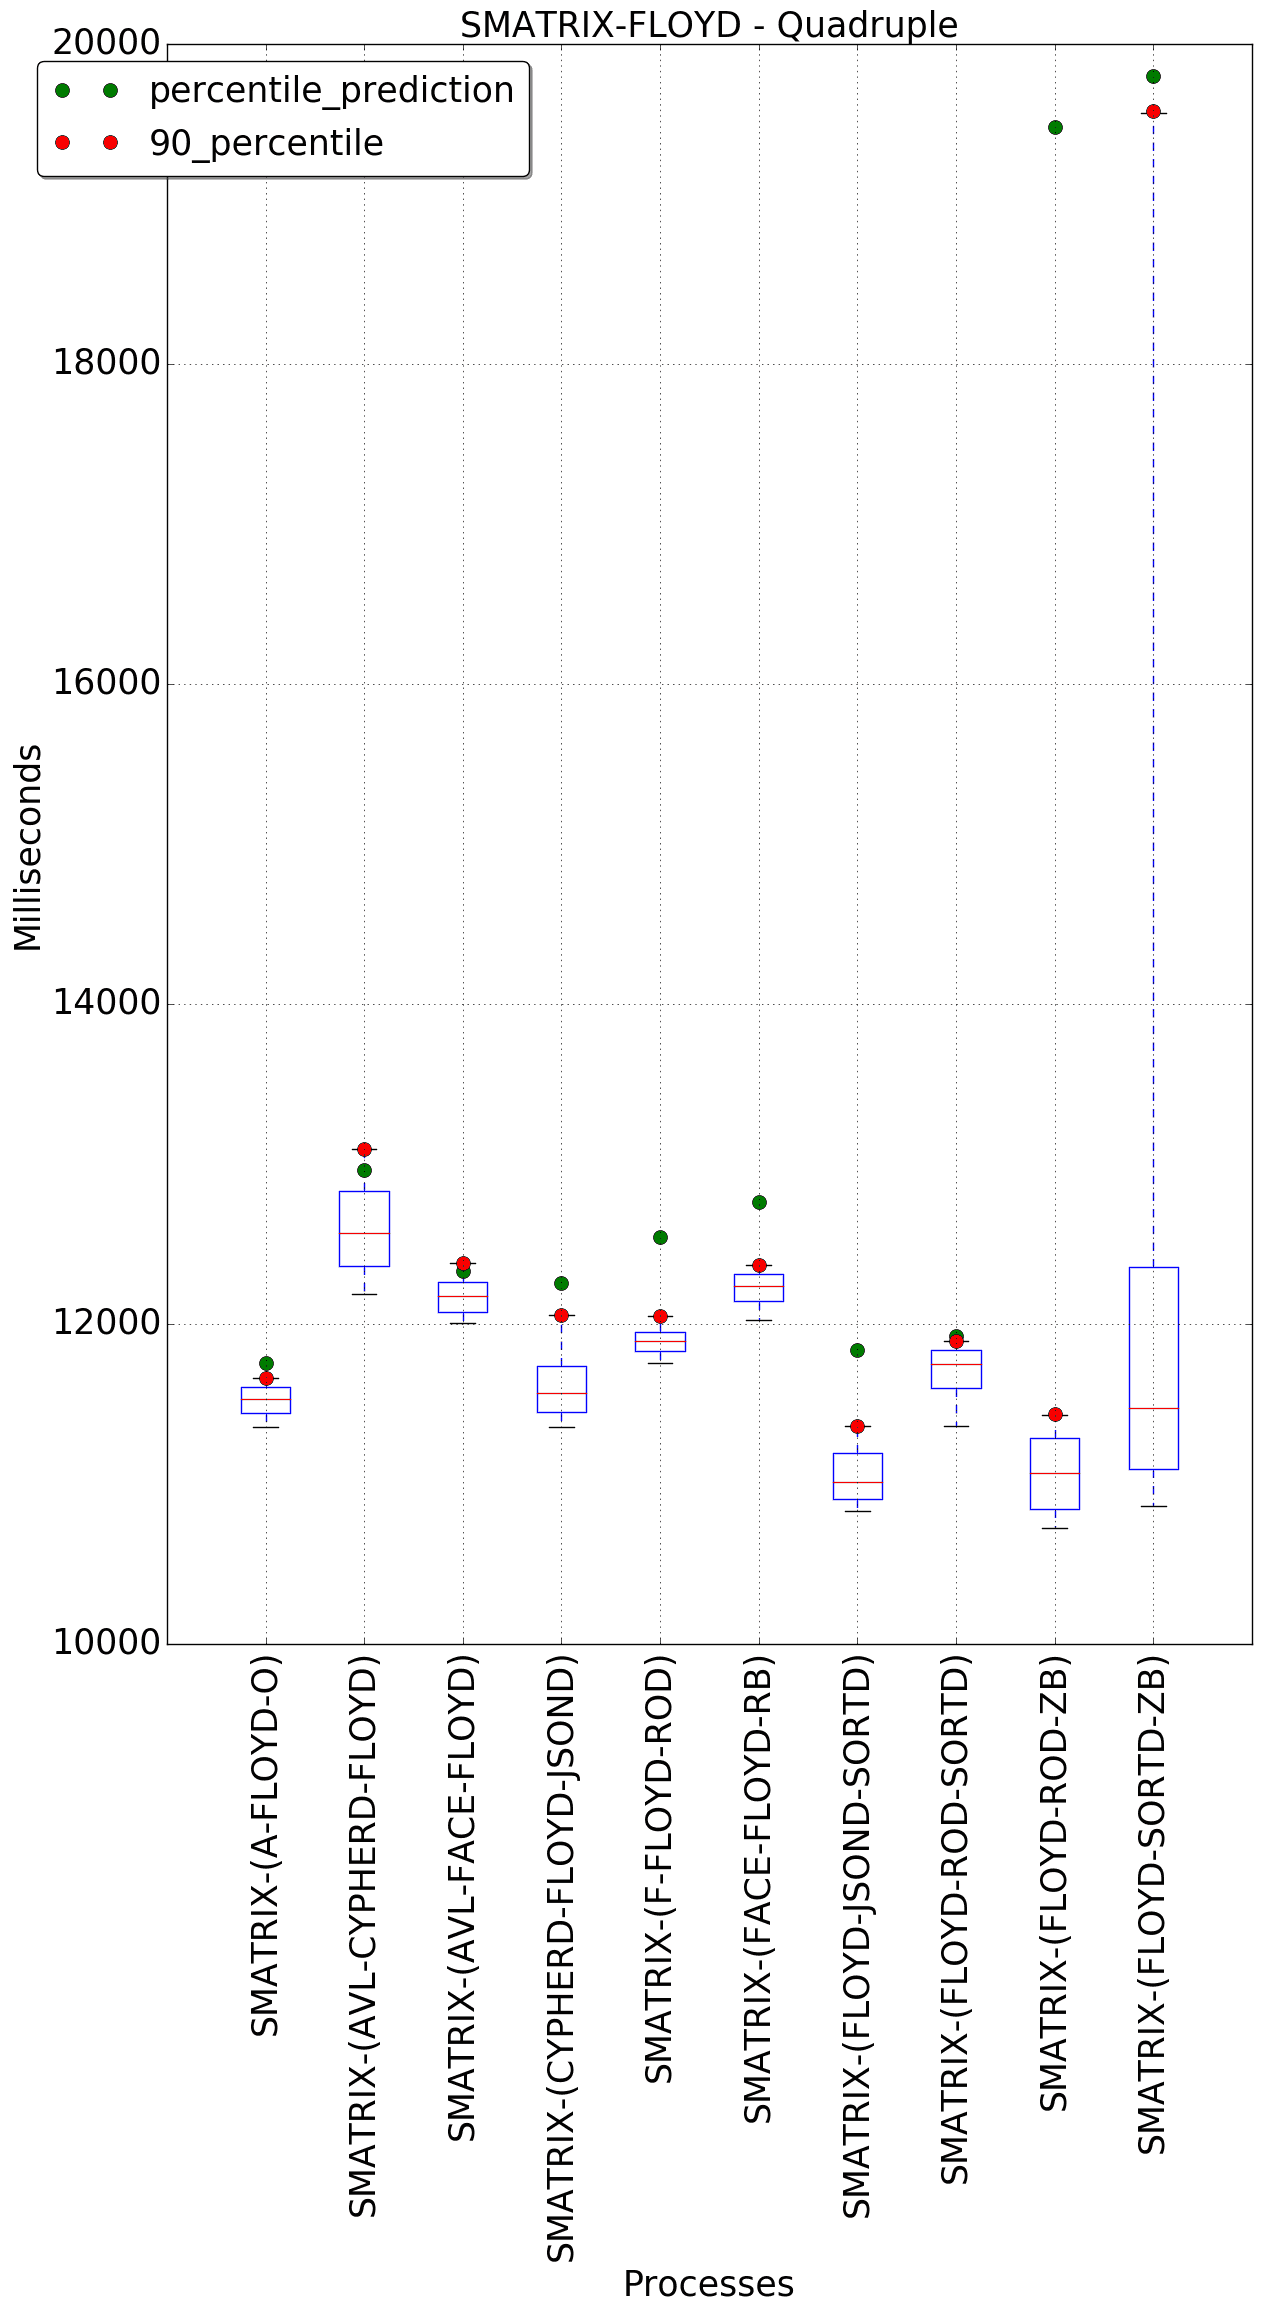 SMATRIX-FLOYD - Quadruple
percentile_prediction
90_percentile
20000
18000
16000
14000
12000
10000
Milliseconds
SMATRIX-(A-FLOYD-O)
SMATRIX-(AVL-CYPHERD-FLOYD)
SMATRIX-(AVL-FACE-FLOYD)
SMATRIX-(CYPHERD-FLOYD-JSOND)
SMATRIX-(F-FLOYD-ROD)
SMATRIX-(FACE-FLOYD-RB)
SMATRIX-(FLOYD-JSOND-SORTD)
SMATRIX-(FLOYD-ROD-SORTD)
SMATRIX-(FLOYD-ROD-ZB)
SMATRIX-(FLOYD-SORTD-ZB)
Processes